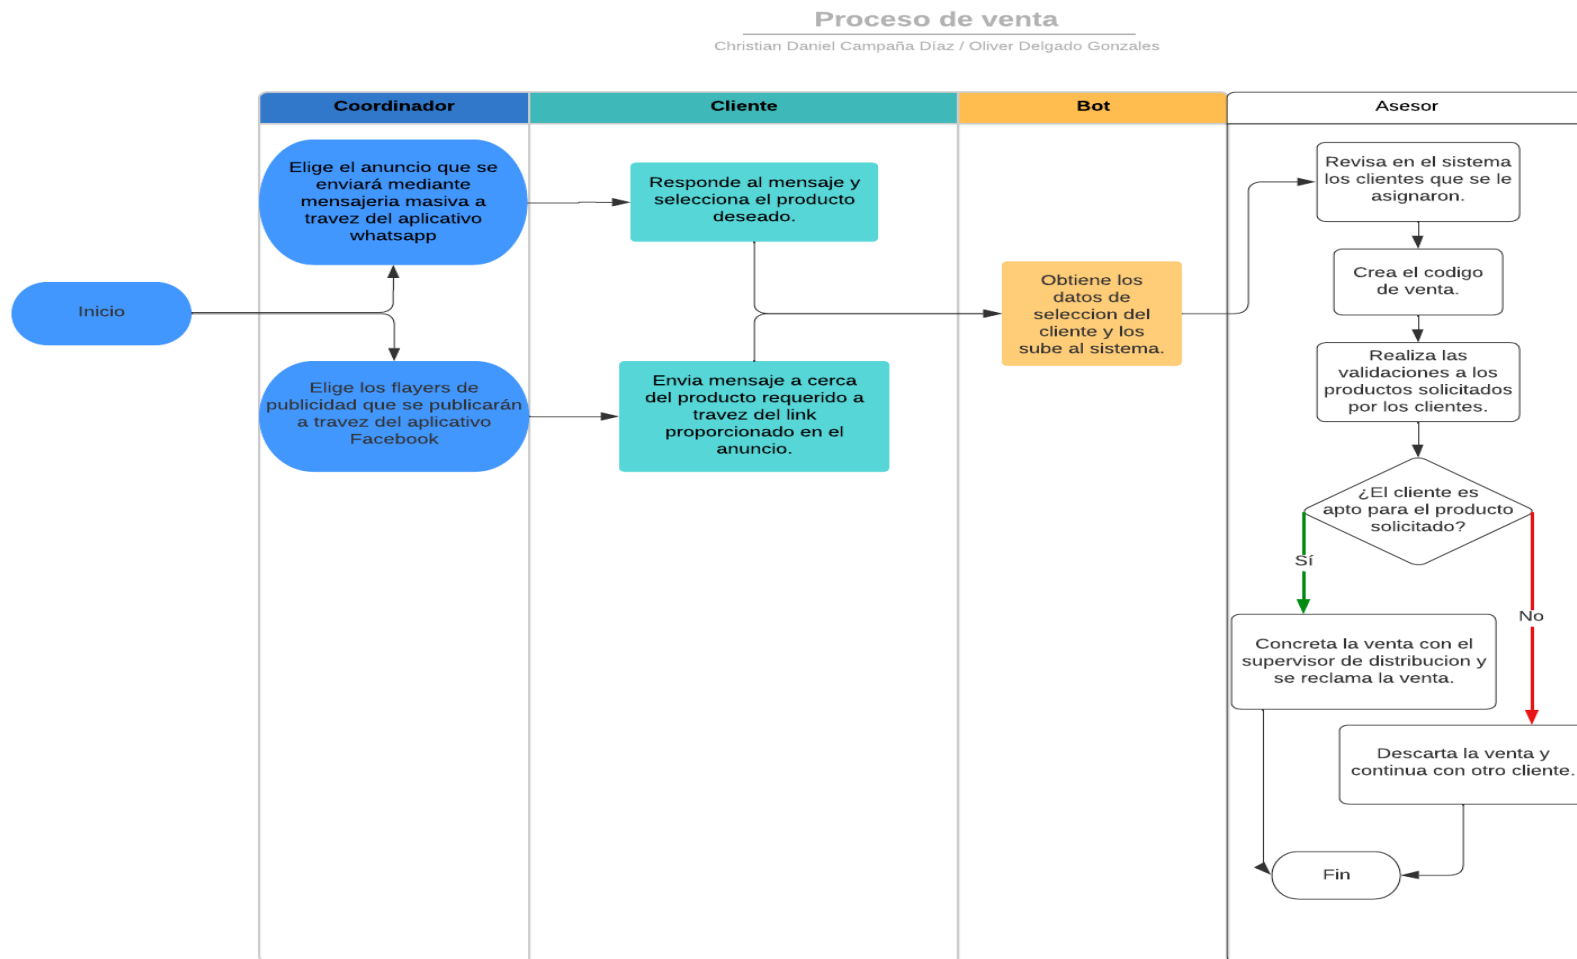 Proceso de venta
Christian Daniel Campaña Díaz / Oliver Delgado Gonzales
Coordinador
Cliente
Bot
Asesor
Inicio
Elige el anuncio que se
enviará mediante
mensajeria masiva a
travez del aplicativo
whatsapp
Elige los flayers de
publicidad que se publicarán
a travez del aplicativo
Facebook
Responde al mensaje y
selecciona el producto
deseado.
Envia mensaje a cerca
del producto requerido a
travez del link
proporcionado en el
anuncio.
Obtiene los
datos de
seleccion del
cliente y los
sube al sistema.
Revisa en el sistema
los clientes que se le
asignaron.
Crea el codigo
de venta.
Realiza las
validaciones a los
productos solicitados
por los clientes.
¿El cliente es
apto para el producto
solicitado?
Sí
No
Concreta la venta con el
supervisor de distribucion y
se reclama la venta.
Descarta la venta y
continua con otro cliente.
Fin